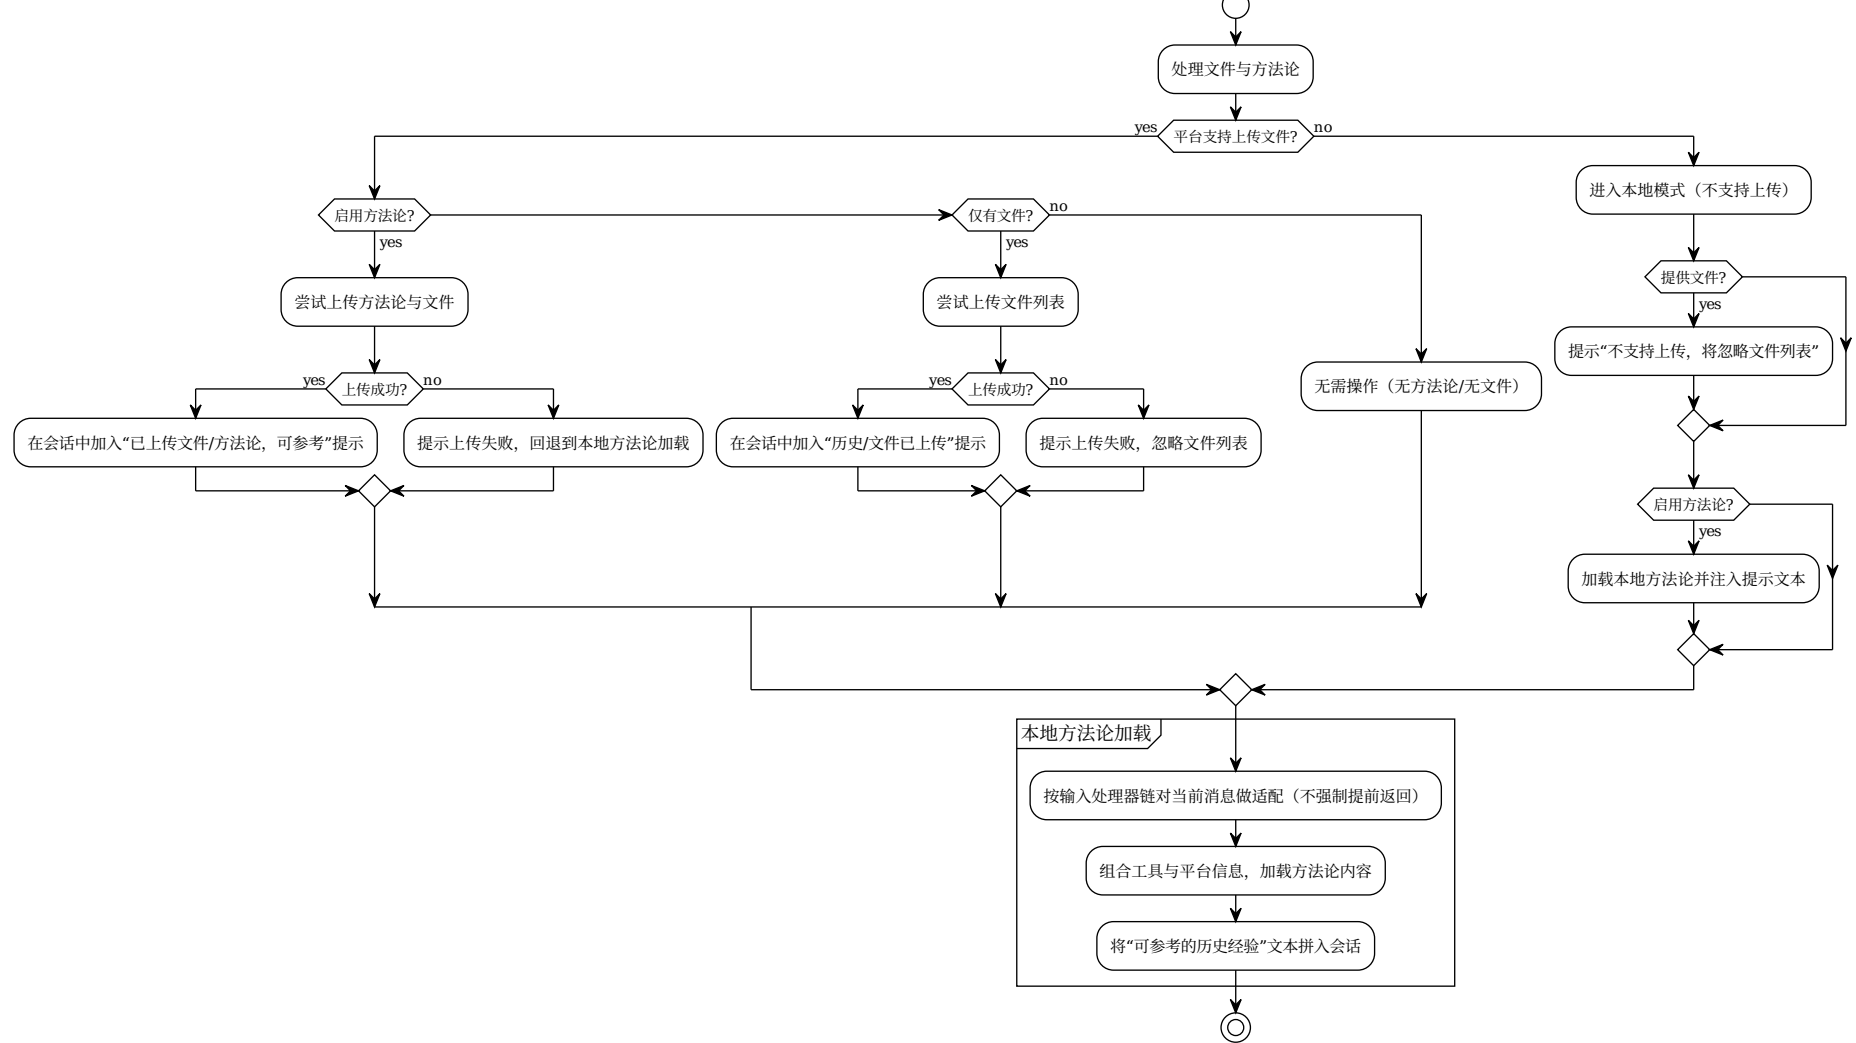 处理文件与方法论
yes
平台支持上传文件?
no
进入本地模式（不支持上传）
启用方法论?
仅有文件?
no
yes
yes
尝试上传方法论与文件
尝试上传文件列表
提供文件?
yes
提示“不支持上传，将忽略文件列表”
yes
上传成功?
no
yes
上传成功?
no
无需操作（无方法论/无文件）
在会话中加入“已上传文件/方法论，可参考”提示
提示上传失败，回退到本地方法论加载
在会话中加入“历史/文件已上传”提示
提示上传失败，忽略文件列表
启用方法论?
yes
加载本地方法论并注入提示文本
本地方法论加载
按输入处理器链对当前消息做适配（不强制提前返回）
组合工具与平台信息，加载方法论内容
将“可参考的历史经验”文本拼入会话